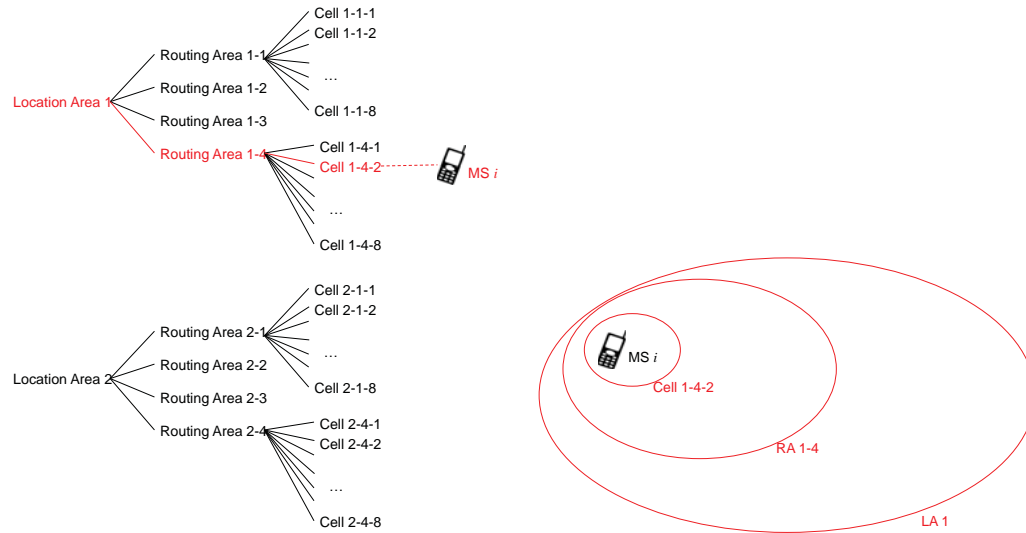 Cell 1-1-1
Cell 1-1-2
Routing Area 1-1
...
Routing Area 1-2
Location Area 1
Cell 1-1-8
Routing Area 1-3
Cell 1-4-1
Routing Area 1-4
Cell 1-4-2
MS i
...
Cell 1-4-8
Cell 2-1-1
Cell 2-1-2
Routing Area 2-1
...
Routing Area 2-2
Location Area 2
Cell 2-1-8
Routing Area 2-3
Cell 2-4-1
Routing Area 2-4
Cell 2-4-2
...
Cell 2-4-8
MS i
Cell 1-4-2
RA 1-4
LA 1